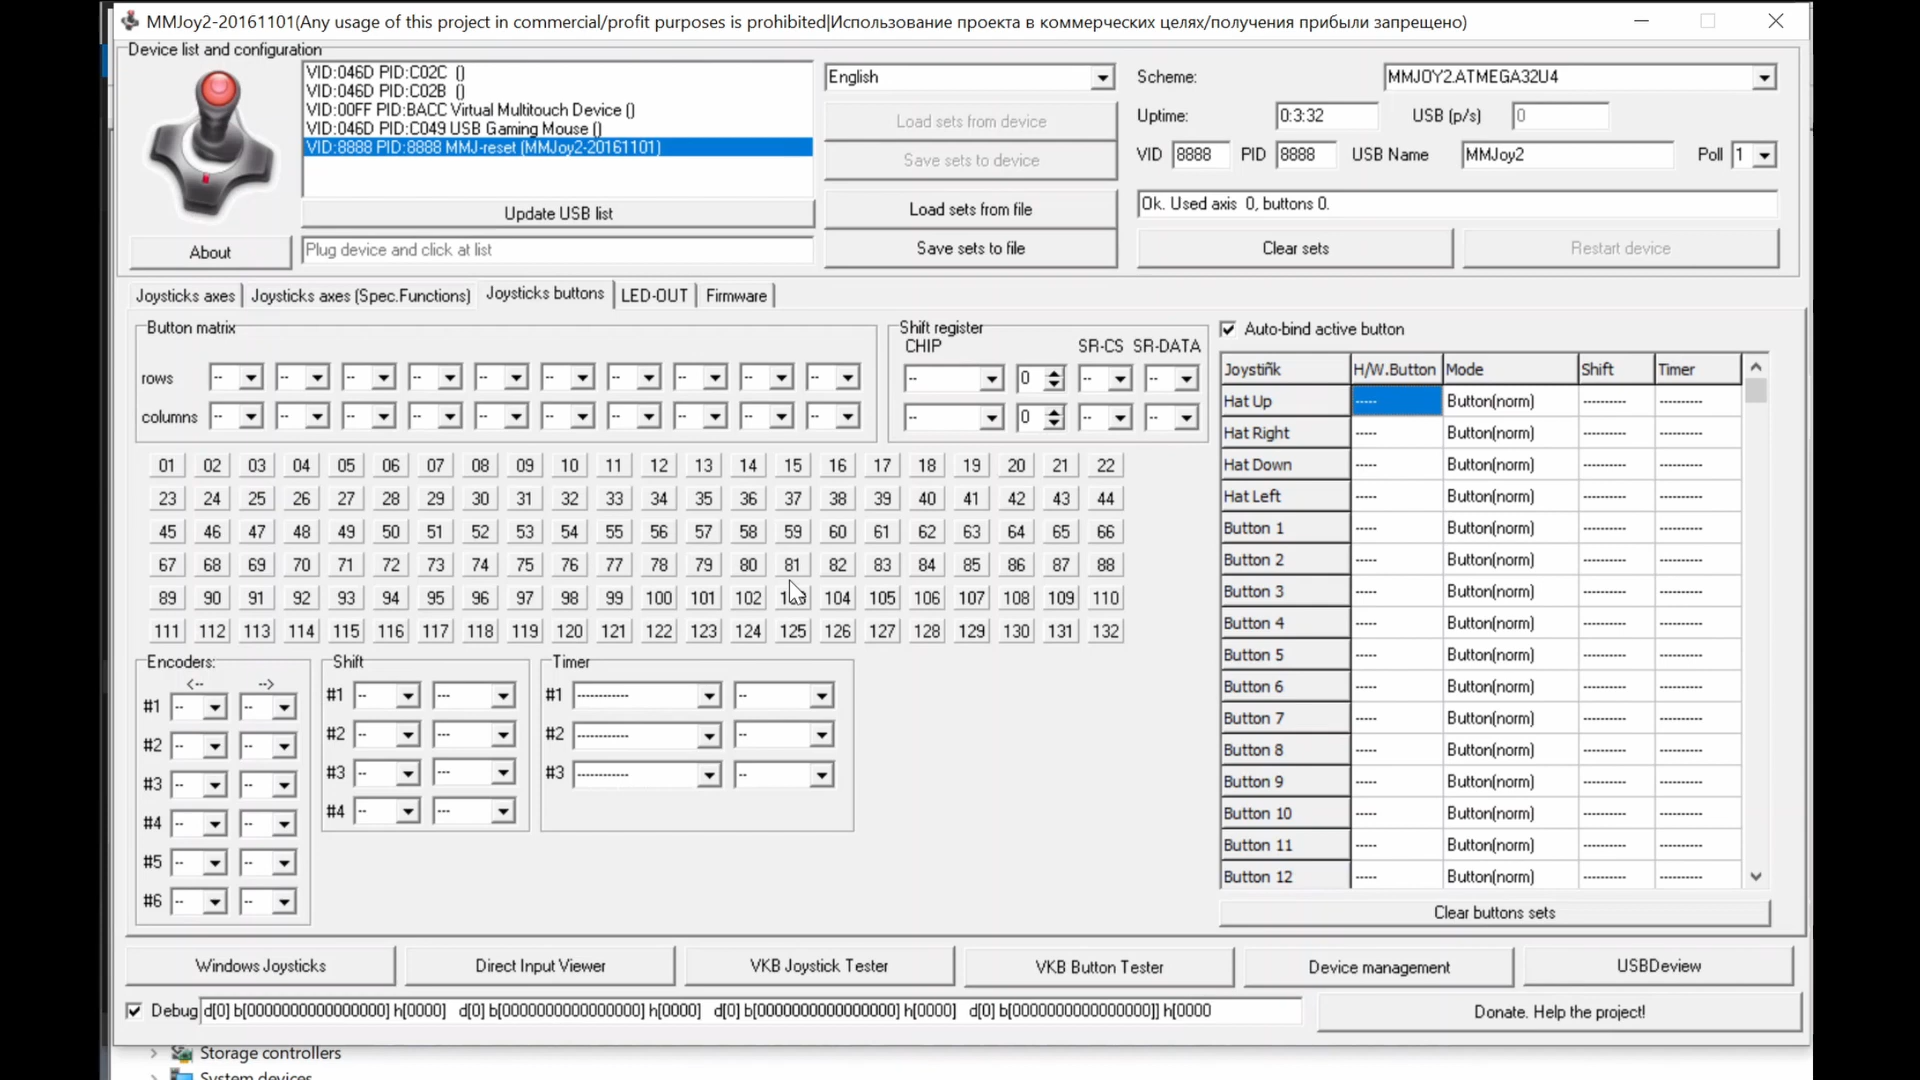 MMJoy2-20161101(Any usage of this project in commercial/profit purposes is prohibited|Использование проекта в коммерческих целях/получения прибыли запрещено)
Device list and configuration
VID:046D PID:C02C ()
VID:046D PID:C02B ()
VID:00FF PID:BACC Virtual Multitouch Device ()
VID:046D PID:C049 USB Gaming Mouse ()
VID:8888 PID:8888 MMJ-reset (MMJoy2-20161101)
Update USB list
About
Plug device and click at list
English
Load sets from device
Save sets to device
Load sets from file
Save sets to file
Scheme: MMJOY2.ATMEGA32U4
Uptime: 0:3:32 USB (p/s) 0
VID 8888 PID 8888 USB Name MMJoy2 Poll 1
Ok. Used axis 0, buttons 0.
Clear sets Restart device
Joysticks axes Joysticks axes (Spec.Functions) Joysticks buttons LED-OUT Firmware
Button matrix
rows -- -- -- -- -- -- -- -- -- --
columns -- -- -- -- -- -- -- -- -- --
Shift register
CHIP SR-CS SR-DATA
-- 0 -- --
-- 0 -- --
01 02 03 04 05 06 07 08 09 10 11 12 13 14 15 16 17 18 19 20 21 22
23 24 25 26 27 28 29 30 31 32 33 34 35 36 37 38 39 40 41 42 43 44
45 46 47 48 49 50 51 52 53 54 55 56 57 58 59 60 61 62 63 64 65 66
67 68 69 70 71 72 73 74 75 76 77 78 79 80 81 82 83 84 85 86 87 88
89 90 91 92 93 94 95 96 97 98 99 100 101 102 103 104 105 106 107 108 109 110
111 112 113 114 115 116 117 118 119 120 121 122 123 124 125 126 127 128 129 130 131 132
Encoders:
<-- -->
#1 -- --
#2 -- --
#3 -- --
#4 -- --
#5 -- --
#6 -- --
Shift
#1 -- ---
#2 -- ---
#3 -- ---
#4 -- ---
Timer
#1 ----------- --
#2 ----------- --
#3 ----------- --
Auto-bind active button
Joystiñk H/W.Button Mode Shift Timer
Hat Up ----- Button(norm) --------- ---------
Hat Right ----- Button(norm) --------- ---------
Hat Down ----- Button(norm) --------- ---------
Hat Left ----- Button(norm) --------- ---------
Button 1 ----- Button(norm) --------- ---------
Button 2 ----- Button(norm) --------- ---------
Button 3 ----- Button(norm) --------- ---------
Button 4 ----- Button(norm) --------- ---------
Button 5 ----- Button(norm) --------- ---------
Button 6 ----- Button(norm) --------- ---------
Button 7 ----- Button(norm) --------- ---------
Button 8 ----- Button(norm) --------- ---------
Button 9 ----- Button(norm) --------- ---------
Button 10 ----- Button(norm) --------- ---------
Button 11 ----- Button(norm) --------- ---------
Button 12 ----- Button(norm) --------- ---------
Clear buttons sets
Windows Joysticks Direct Input Viewer VKB Joystick Tester VKB Button Tester Device management USBDeview
Debug d[0] b[0000000000000000] h[0000] d[0] b[0000000000000000] h[0000] d[0] b[0000000000000000] h[0000] d[0] b[0000000000000000]] h[0000
Donate. Help the project!
Storage controllers
System devices